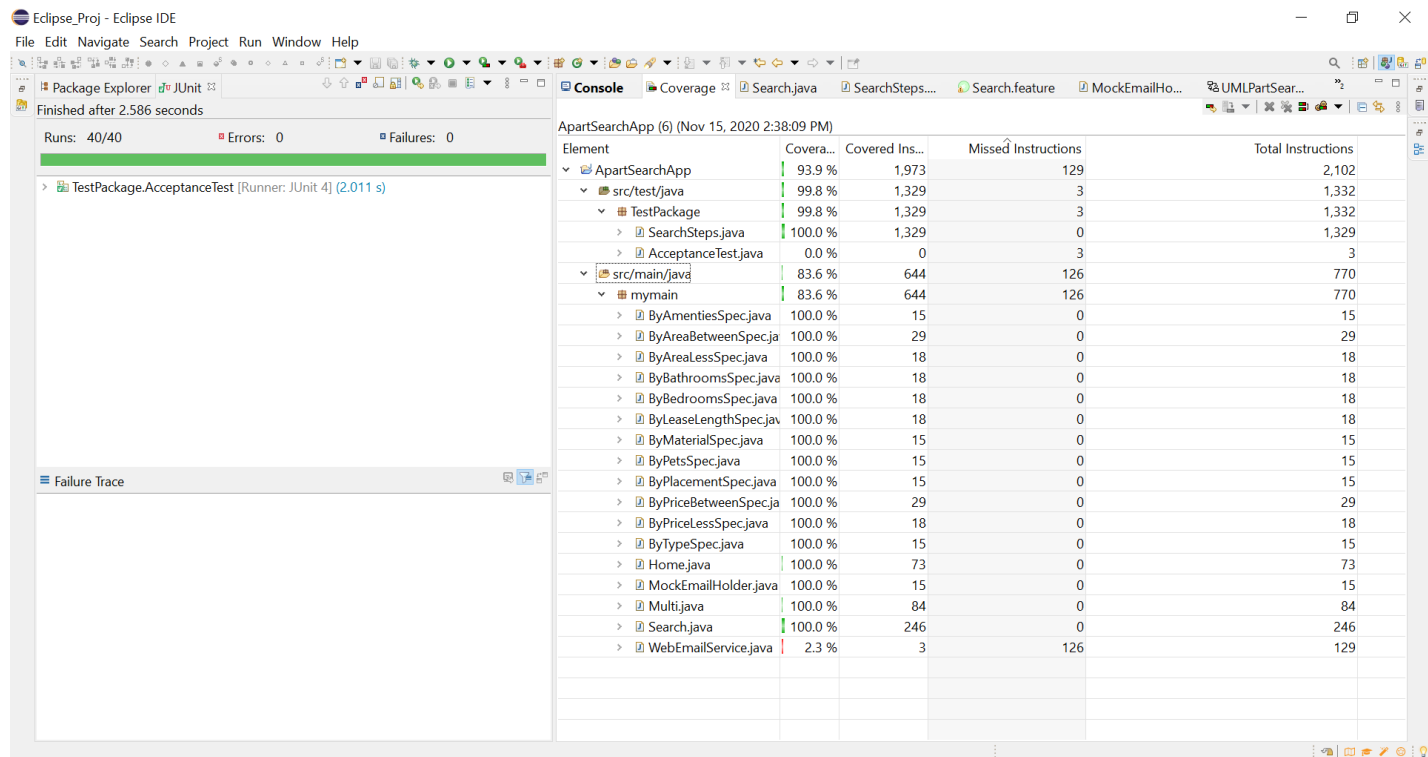 Eclipse_Proj - Eclipse IDE
File Edit Navigate Search Project Run Window Help
Package Explorer JUnit
Finished after 2.586 seconds
Runs: 40/40 Errors: 0 Failures: 0
TestPackage.AcceptanceTest [Runner: JUnit 4] (2.011 s)
Failure Trace
Console Coverage Search.java SearchSteps.... Search.feature MockEmailHo... UMLPartSear... »2
ApartSearchApp (6) (Nov 15, 2020 2:38:09 PM)
Element Covera... Covered Ins... Missed Instructions Total Instructions
ApartSearchApp 93.9 % 1,973 129 2,102
src/test/java 99.8 % 1,329 3 1,332
TestPackage 99.8 % 1,329 3 1,332
SearchSteps.java 100.0 % 1,329 0 1,329
AcceptanceTest.java 0.0 % 0 3 3
src/main/java 83.6 % 644 126 770
mymain 83.6 % 644 126 770
ByAmentiesSpec.java 100.0 % 15 0 15
ByAreaBetweenSpec.ja 100.0 % 29 0 29
ByAreaLessSpec.java 100.0 % 18 0 18
ByBathroomsSpec.java 100.0 % 18 0 18
ByBedroomsSpec.java 100.0 % 18 0 18
ByLeaseLengthSpec.jav 100.0 % 18 0 18
ByMaterialSpec.java 100.0 % 15 0 15
ByPetsSpec.java 100.0 % 15 0 15
ByPlacementSpec.java 100.0 % 15 0 15
ByPriceBetweenSpec.ja 100.0 % 29 0 29
ByPriceLessSpec.java 100.0 % 18 0 18
ByTypeSpec.java 100.0 % 15 0 15
Home.java 100.0 % 73 0 73
MockEmailHolder.java 100.0 % 15 0 15
Multi.java 100.0 % 84 0 84
Search.java 100.0 % 246 0 246
WebEmailService.java 2.3 % 3 126 129